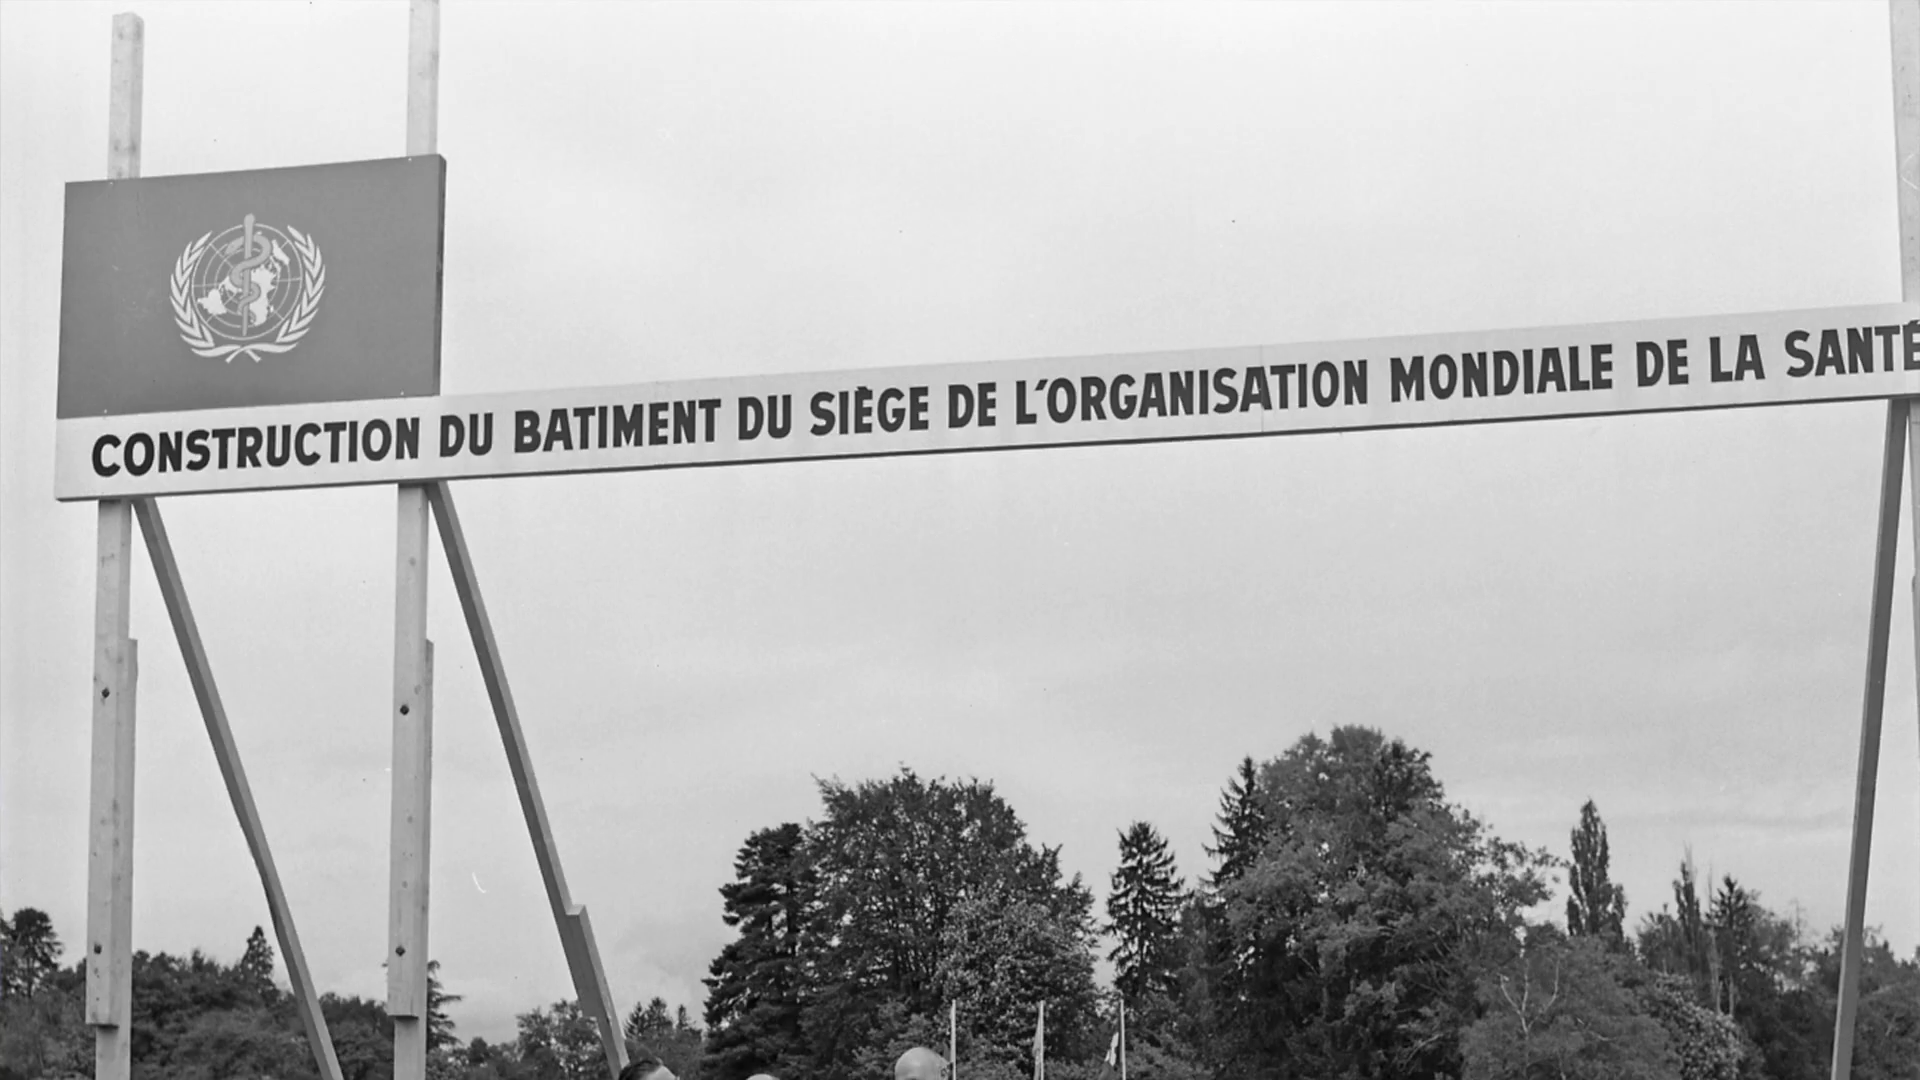 CONSTRUCTION DU BATIMENT DU SIÈGE DE L'ORGANISATION MONDIALE DE LA SANTÉ